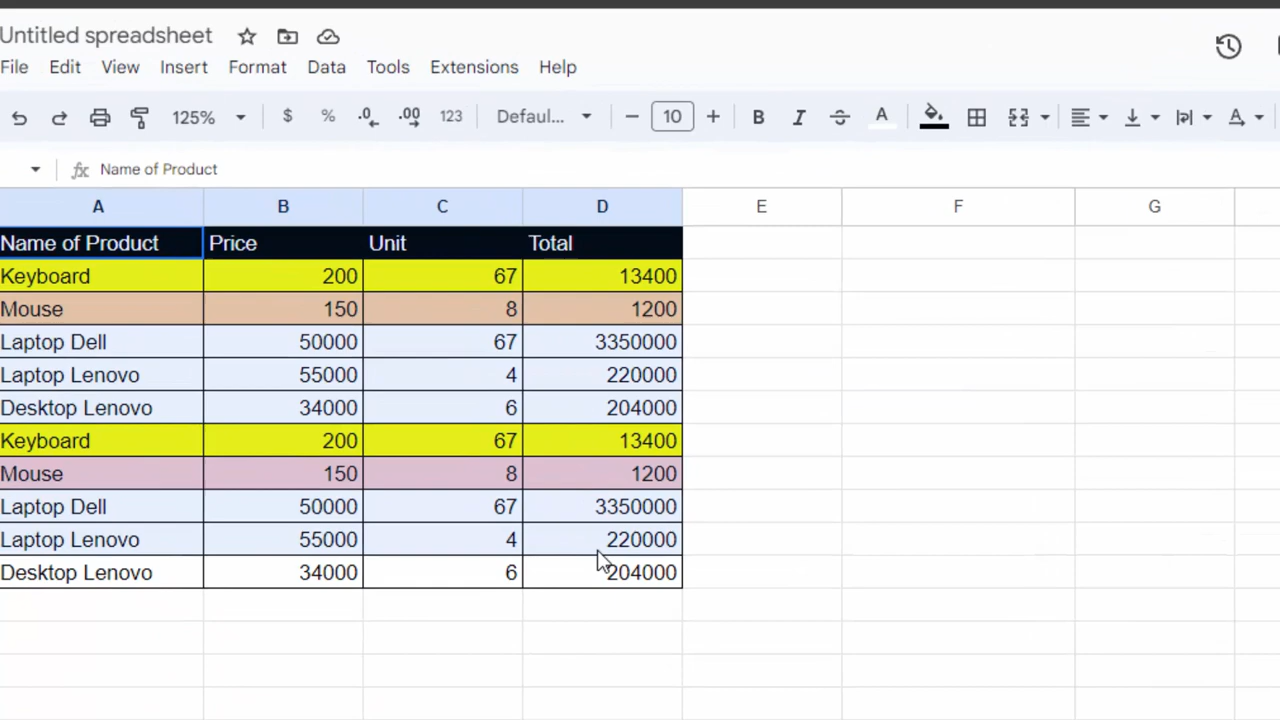 Untitled spreadsheet
File Edit View Insert Format Data Tools Extensions Help
125% $ % .0 .00 123 Defaul... 10 B I S A A
fx Name of Product
A B C D E F G
Name of Product Price Unit Total
Keyboard 200 67 13400
Mouse 150 8 1200
Laptop Dell 50000 67 3350000
Laptop Lenovo 55000 4 220000
Desktop Lenovo 34000 6 204000
Keyboard 200 67 13400
Mouse 150 8 1200
Laptop Dell 50000 67 3350000
Laptop Lenovo 55000 4 220000
Desktop Lenovo 34000 6 204000